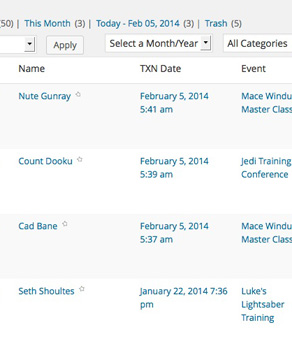 50) | This Month (3) | Today - Feb 05, 2014 (3) | Trash (5)
Apply Select a Month/Year All Categories
Name TXN Date Event
Nute Gunray February 5, 2014 Mace Windu
5:41 am Master Clas
Count Dooku February 5, 2014 Jedi Training
5:39 am Conference
Cad Bane February 5, 2014 Mace Windu
5:37 am Master Clas
Seth Shoultes January 22, 2014 7:36 Luke's
pm Lightsaber
Training